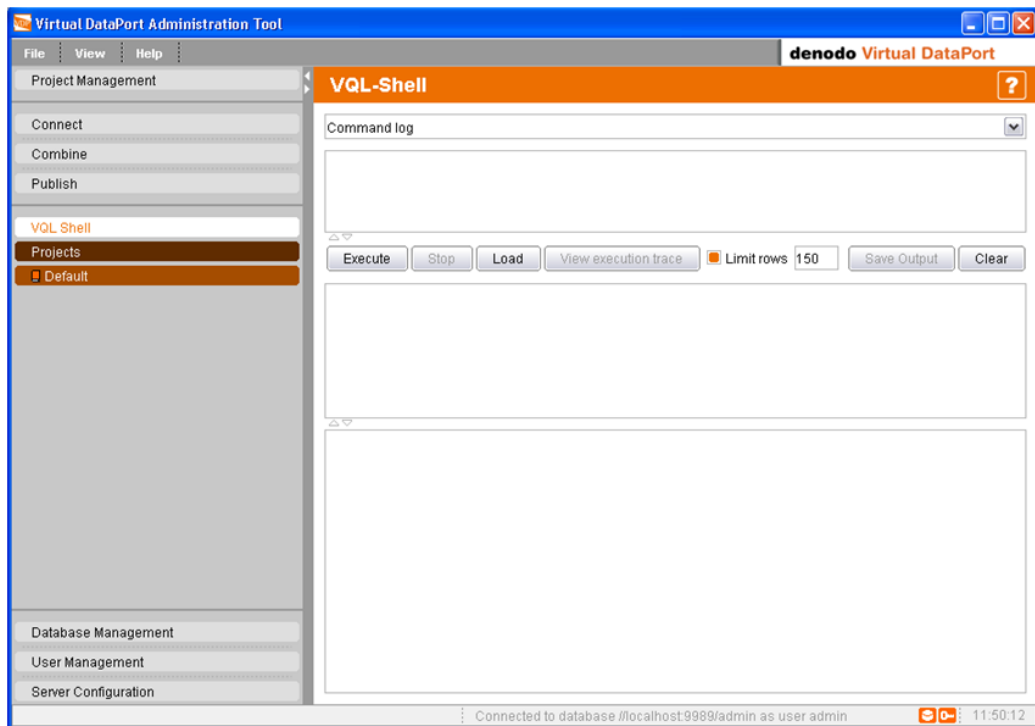 VQL Virtual DataPort Administration Tool
File View Help denodo Virtual DataPort
Project Management
Connect
Combine
Publish
VQL Shell
Projects
Default
Database Management
User Management
Server Configuration
VQL-Shell ?
Command log
Execute Stop Load View execution trace Limit rows 150 Save Output Clear
Connected to database //localhost:9989/admin as user admin 11:50:12